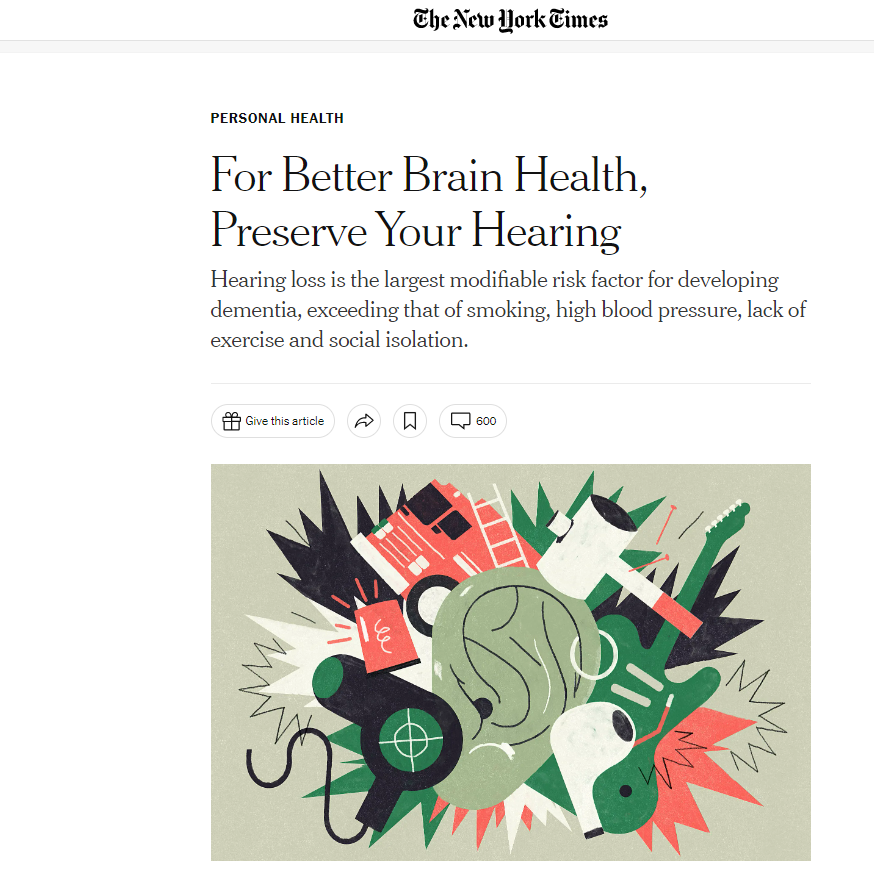 The New York Times
PERSONAL HEALTH
For Better Brain Health,
Preserve Your Hearing
Hearing loss is the largest modifiable risk factor for developing
dementia, exceeding that of smoking, high blood pressure, lack of
exercise and social isolation.
Give this article
600